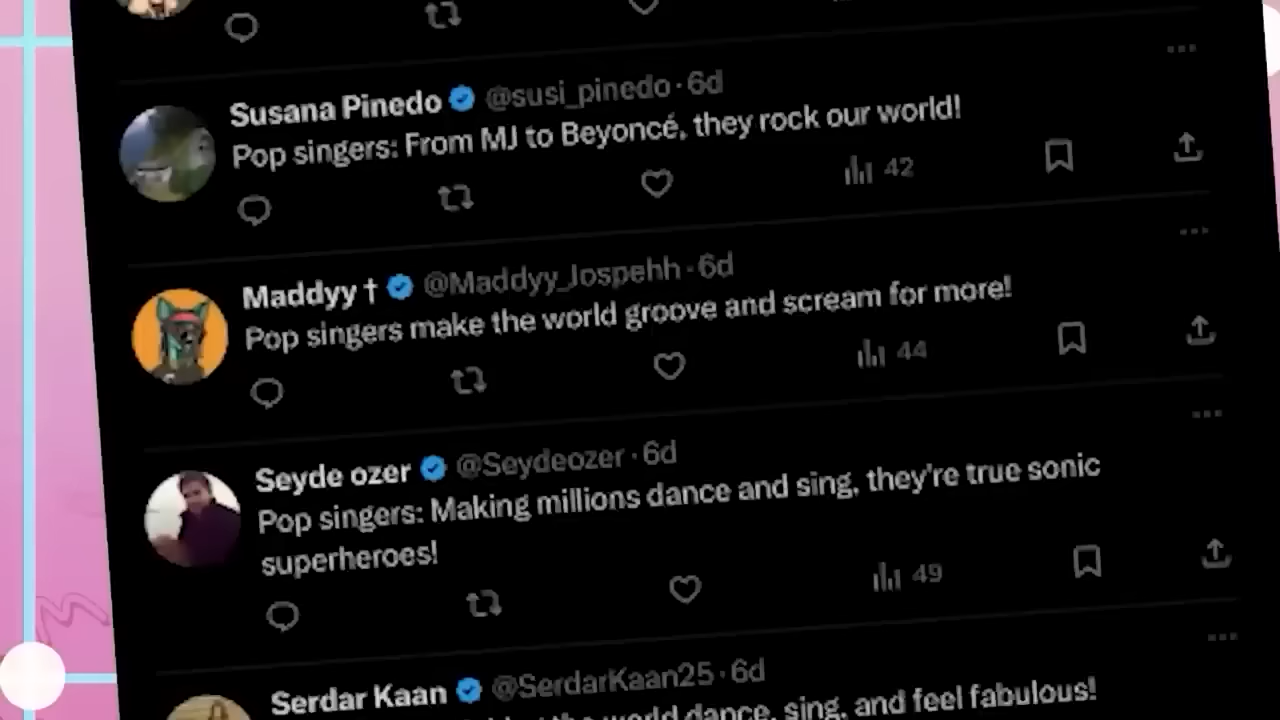 Susana Pinedo @susi_pinedo · 6d
Pop singers: From MJ to Beyoncé, they rock our world!
42
Maddyy † @Maddyy_Jospehh · 6d
Pop singers make the world groove and scream for more!
44
Seyde ozer @Seydeozer · 6d
Pop singers: Making millions dance and sing, they're true sonic
superheroes!
49
Serdar Kaan @SerdarKaan25 · 6d
the world dance, sing, and feel fabulous!